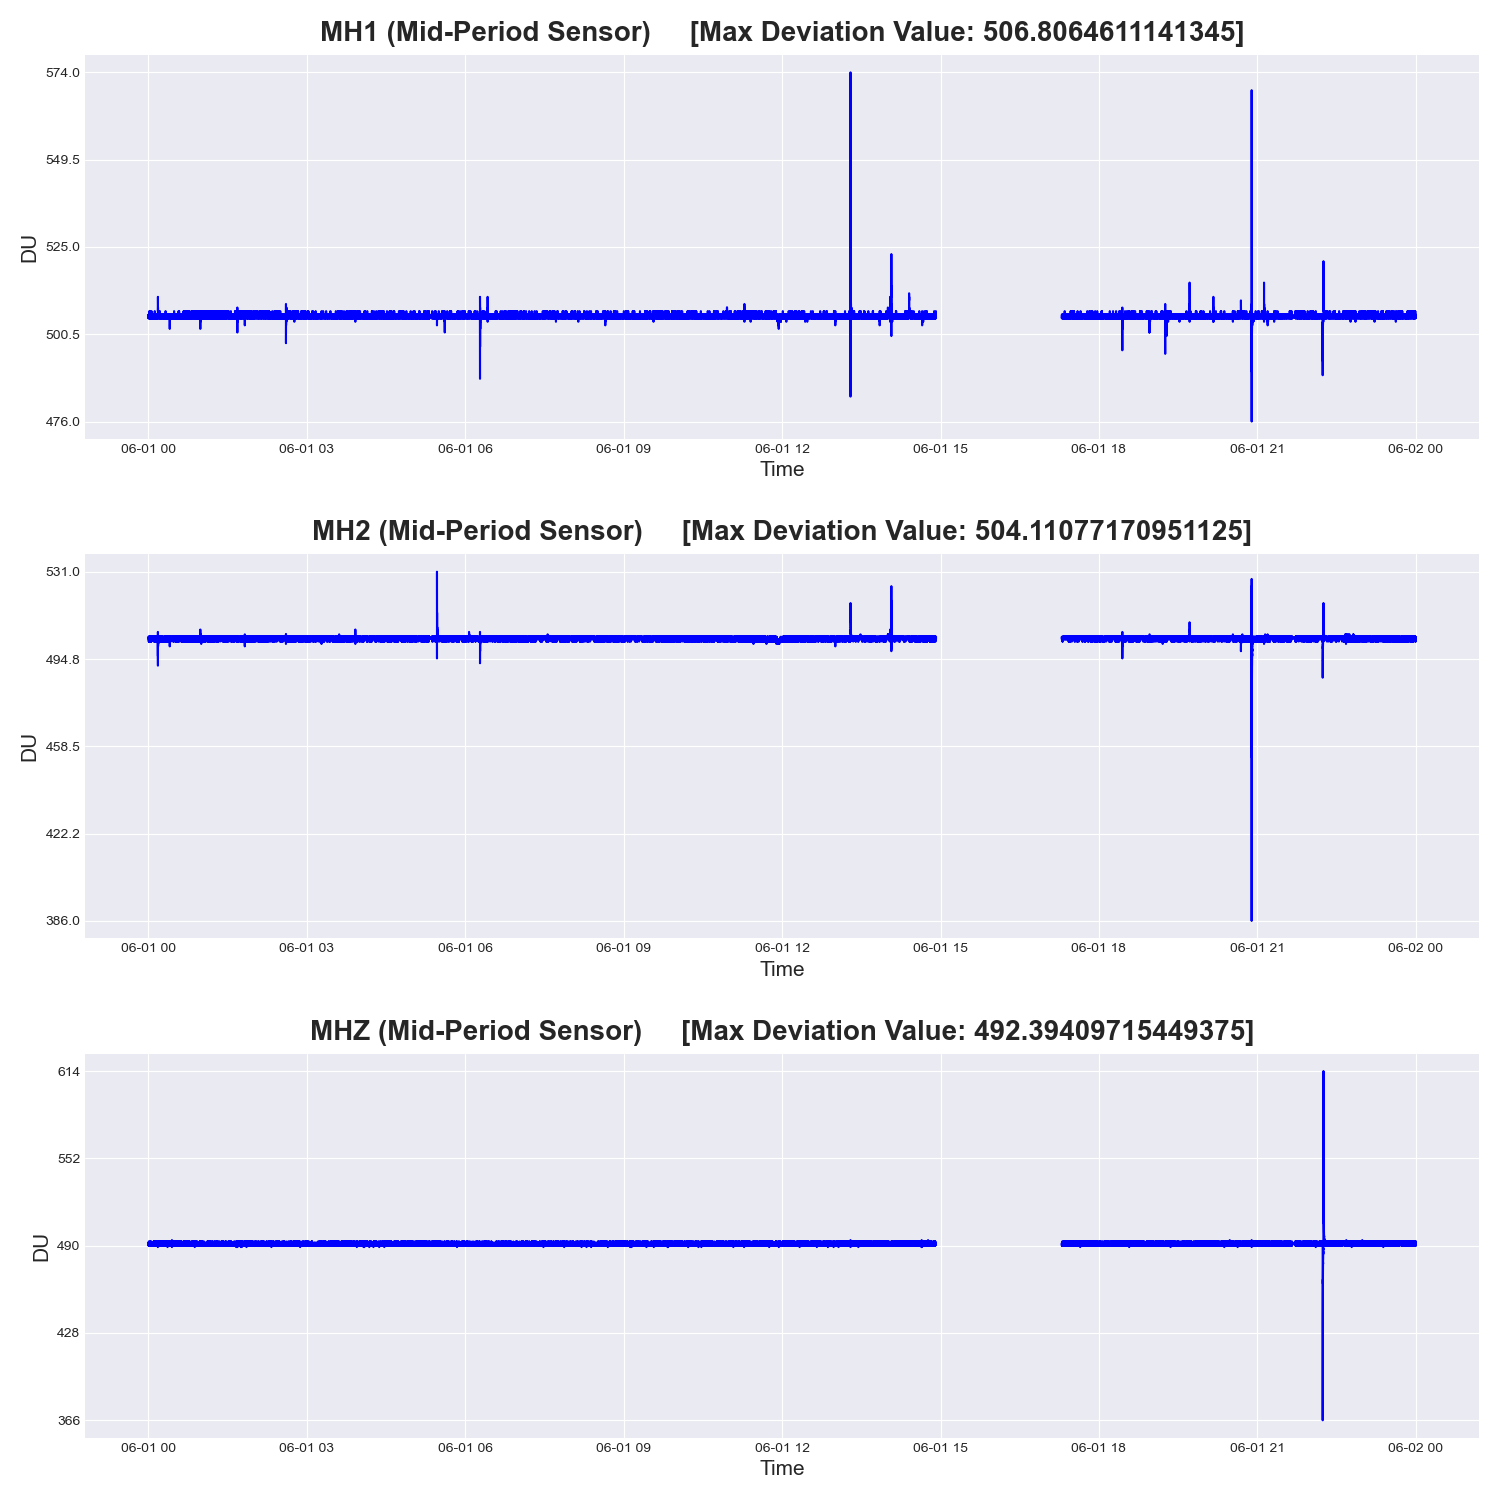 MH1 (Mid-Period Sensor) [Max Deviation Value: 506.8064611141345]
574.0
549.5
525.0
500.5
476.0
DU
06-01 00 06-01 03 06-01 06 06-01 09 06-01 12 06-01 15 06-01 18 06-01 21 06-02 00
Time
MH2 (Mid-Period Sensor) [Max Deviation Value: 504.11077170951125]
531.0
494.8
458.5
422.2
386.0
DU
06-01 00 06-01 03 06-01 06 06-01 09 06-01 12 06-01 15 06-01 18 06-01 21 06-02 00
Time
MHZ (Mid-Period Sensor) [Max Deviation Value: 492.39409715449375]
614
552
490
428
366
DU
06-01 00 06-01 03 06-01 06 06-01 09 06-01 12 06-01 15 06-01 18 06-01 21 06-02 00
Time